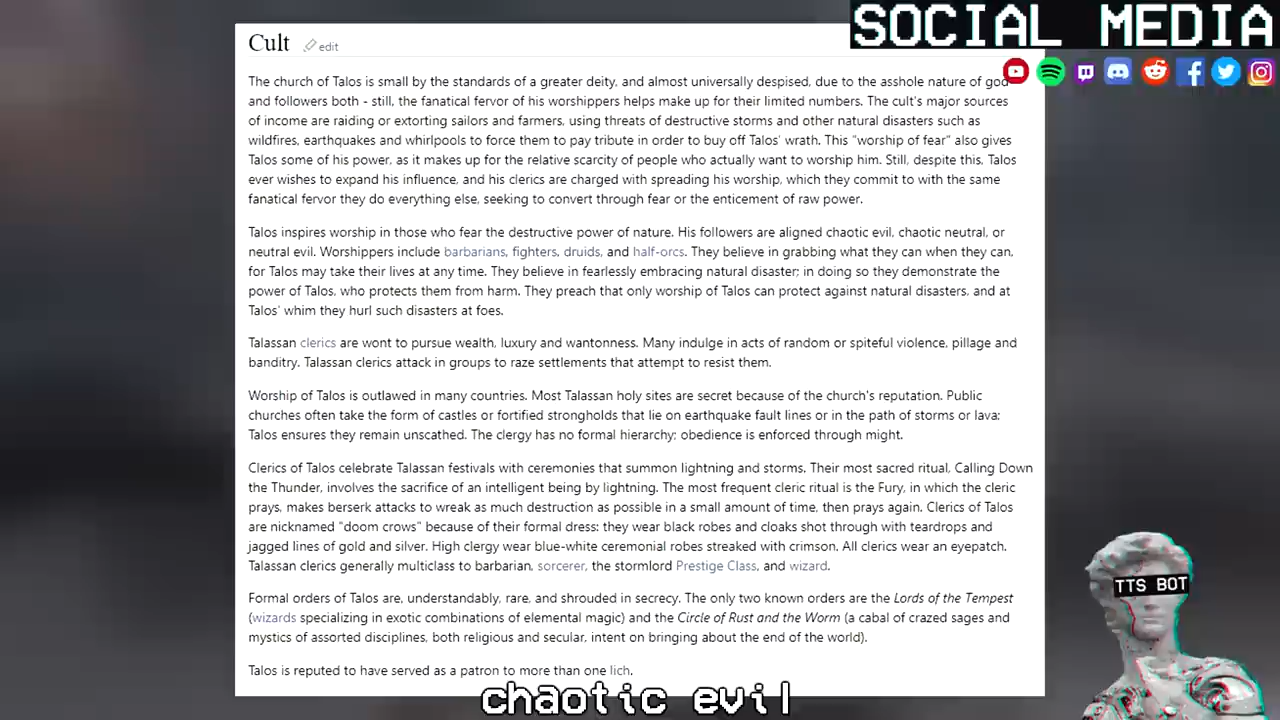 SOCIAL MEDIA
Cult edit
The church of Talos is small by the standards of a greater deity, and almost universally despised, due to the asshole nature of god
and followers both - still, the fanatical fervor of his worshippers helps make up for their limited numbers. The cult's major sources
of income are raiding or extorting sailors and farmers, using threats of destructive storms and other natural disasters such as
wildfires, earthquakes and whirlpools to force them to pay tribute in order to buy off Talos' wrath. This "worship of fear" also gives
Talos some of his power, as it makes up for the relative scarcity of people who actually want to worship him. Still, despite this, Talos
ever wishes to expand his influence, and his clerics are charged with spreading his worship, which they commit to with the same
fanatical fervor they do everything else, seeking to convert through fear or the enticement of raw power.
Talos inspires worship in those who fear the destructive power of nature. His followers are aligned chaotic evil, chaotic neutral, or
neutral evil. Worshippers include barbarians, fighters, druids, and half-orcs. They believe in grabbing what they can when they can,
for Talos may take their lives at any time. They believe in fearlessly embracing natural disaster; in doing so they demonstrate the
power of Talos, who protects them from harm. They preach that only worship of Talos can protect against natural disasters, and at
Talos' whim they hurl such disasters at foes.
Talassan clerics are wont to pursue wealth, luxury and wantonness. Many indulge in acts of random or spiteful violence, pillage and
banditry. Talassan clerics attack in groups to raze settlements that attempt to resist them.
Worship of Talos is outlawed in many countries. Most Talassan holy sites are secret because of the church's reputation. Public
churches often take the form of castles or fortified strongholds that lie on earthquake fault lines or in the path of storms or lava;
Talos ensures they remain unscathed. The clergy has no formal hierarchy; obedience is enforced through might.
Clerics of Talos celebrate Talassan festivals with ceremonies that summon lightning and storms. Their most sacred ritual, Calling Down
the Thunder, involves the sacrifice of an intelligent being by lightning. The most frequent cleric ritual is the Fury, in which the cleric
prays, makes berserk attacks to wreak as much destruction as possible in a small amount of time, then prays again. Clerics of Talos
are nicknamed "doom crows" because of their formal dress: they wear black robes and cloaks shot through with teardrops and
jagged lines of gold and silver. High clergy wear blue-white ceremonial robes streaked with crimson. All clerics wear an eyepatch.
Talassan clerics generally multiclass to barbarian, sorcerer, the stormlord Prestige Class, and wizard.
Formal orders of Talos are, understandably, rare, and shrouded in secrecy. The only two known orders are the Lords of the Tempest
(wizards specializing in exotic combinations of elemental magic) and the Circle of Rust and the Worm (a cabal of crazed sages and
mystics of assorted disciplines, both religious and secular, intent on bringing about the end of the world).
Talos is reputed to have served as a patron to more than one lich.
TTS BOT
chaotic evil